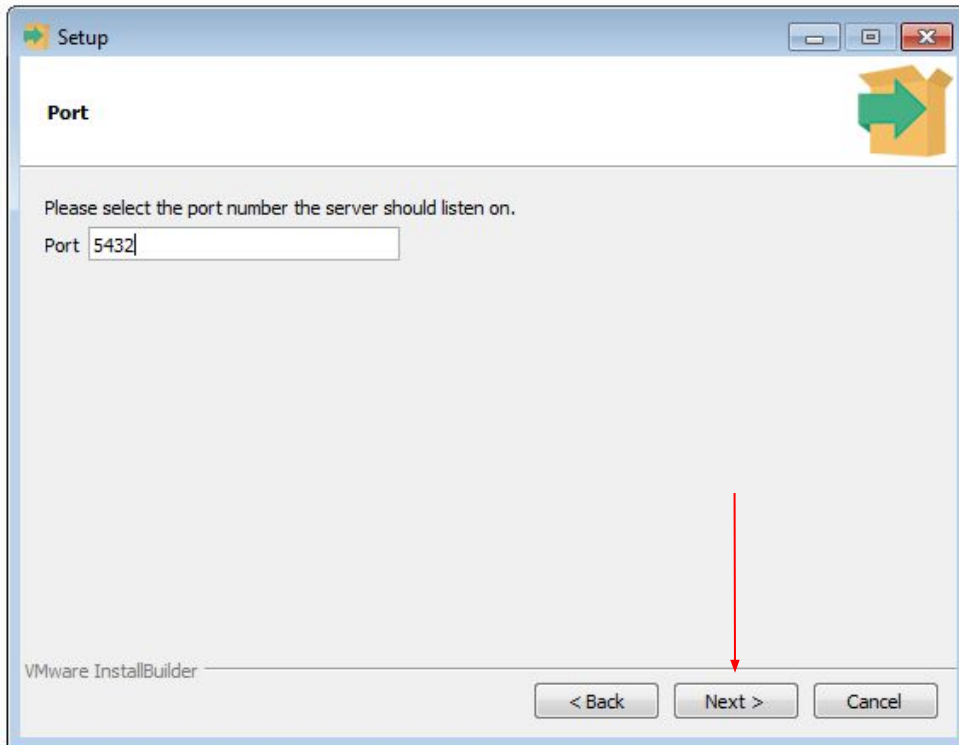 Setup
Port
Please select the port number the server should listen on.
Port 5432
VMware InstallBuilder
< Back Next > Cancel